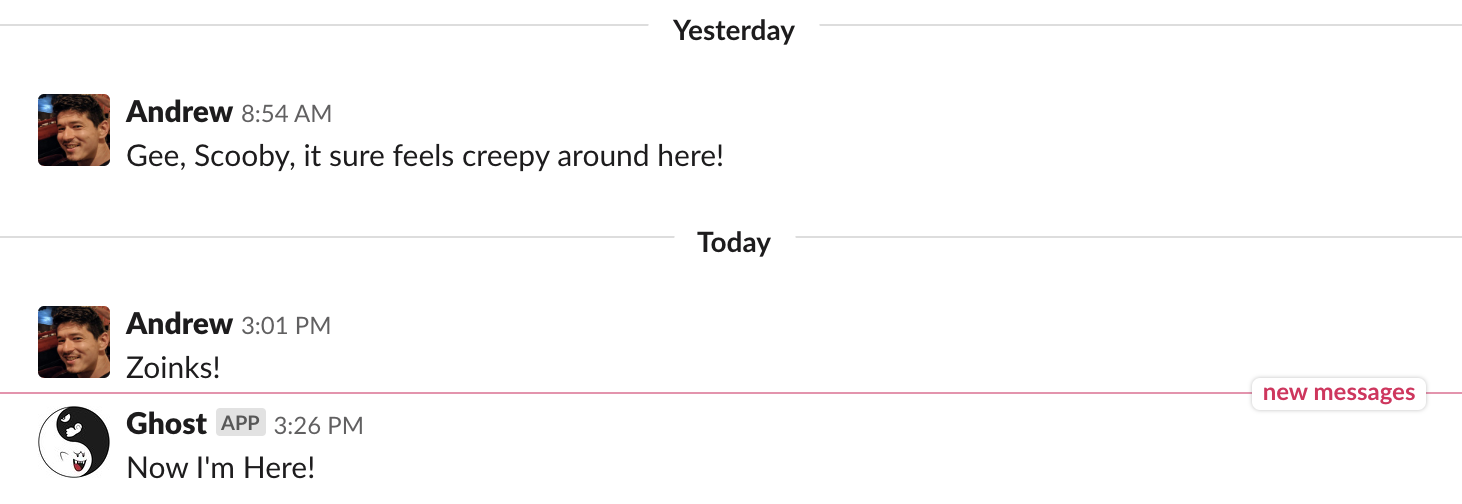 Yesterday
Andrew 8:54 AM
Gee, Scooby, it sure feels creepy around here!
Today
Andrew 3:01 PM
Zoinks!
new messages
Ghost APP 3:26 PM
Now I'm Here!